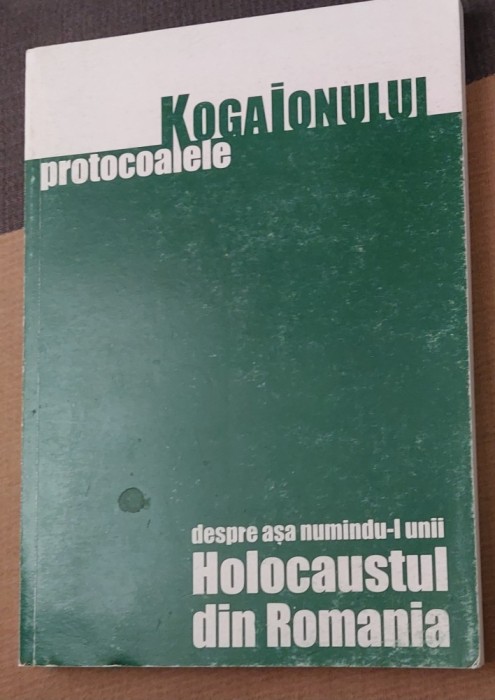 protocoalele
KOGAIONULUI
despre așa numindu-l unii
Holocaustul
din Romania